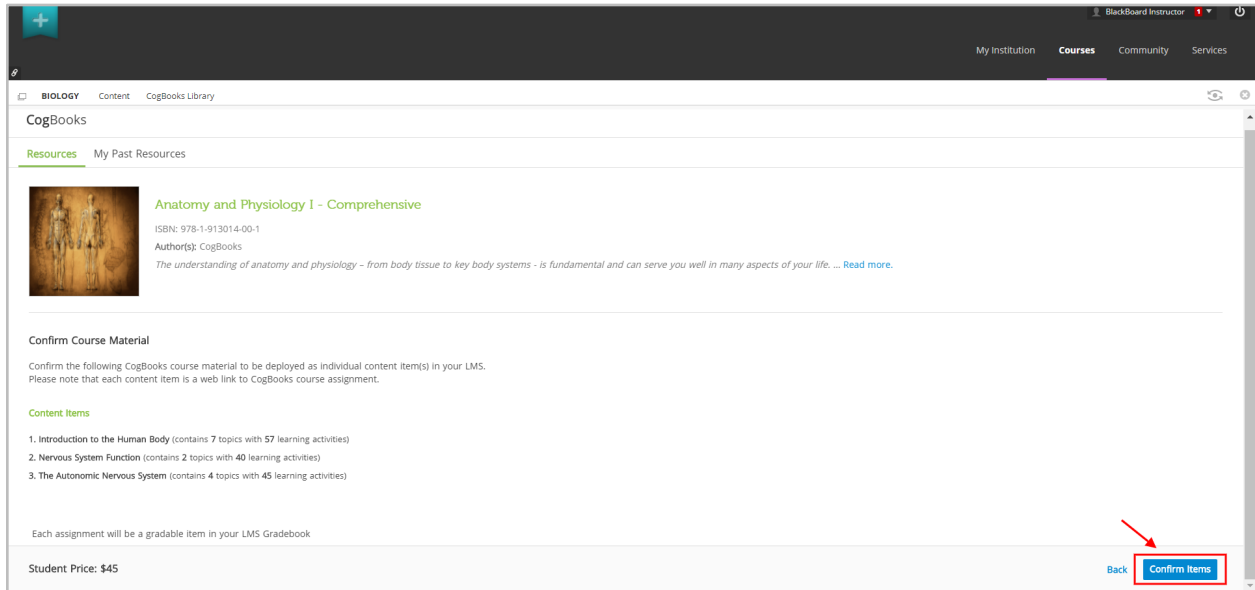 BlackBoard Instructor 1
My Institution Courses Community Services
BIOLOGY Content CogBooks Library
CogBooks
Resources My Past Resources
Anatomy and Physiology I - Comprehensive
ISBN: 978-1-913014-00-1
Author(s): CogBooks
The understanding of anatomy and physiology – from body tissue to key body systems - is fundamental and can serve you well in many aspects of your life. ... Read more.
Confirm Course Material
Confirm the following CogBooks course material to be deployed as individual content item(s) in your LMS.
Please note that each content item is a web link to CogBooks course assignment.
Content Items
1. Introduction to the Human Body (contains 7 topics with 57 learning activities)
2. Nervous System Function (contains 2 topics with 40 learning activities)
3. The Autonomic Nervous System (contains 4 topics with 45 learning activities)
Each assignment will be a gradable item in your LMS Gradebook
Student Price: $45 Back Confirm Items